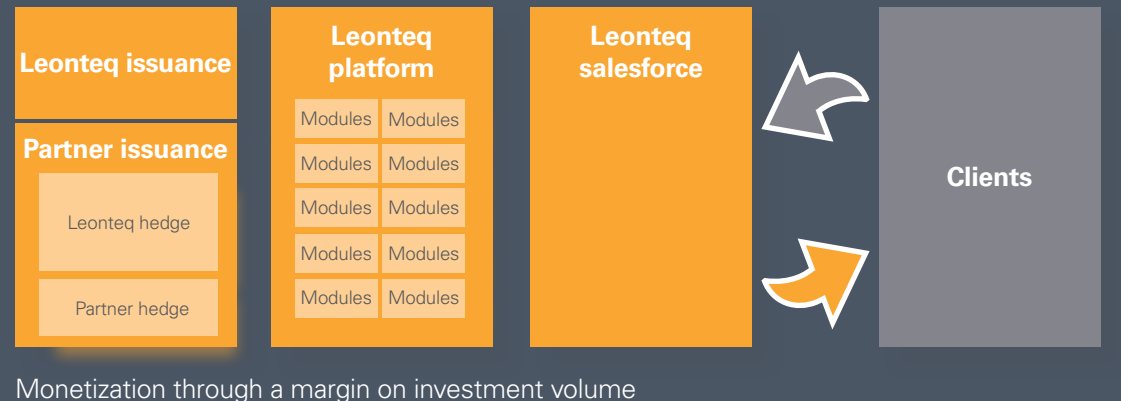 Leonteq issuance
Partner issuance
Leonteq hedge
Partner hedge
Leonteq
platform
Modules Modules
Modules Modules
Modules Modules
Modules Modules
Modules Modules
Leonteq
salesforce
Clients
Monetization through a margin on investment volume